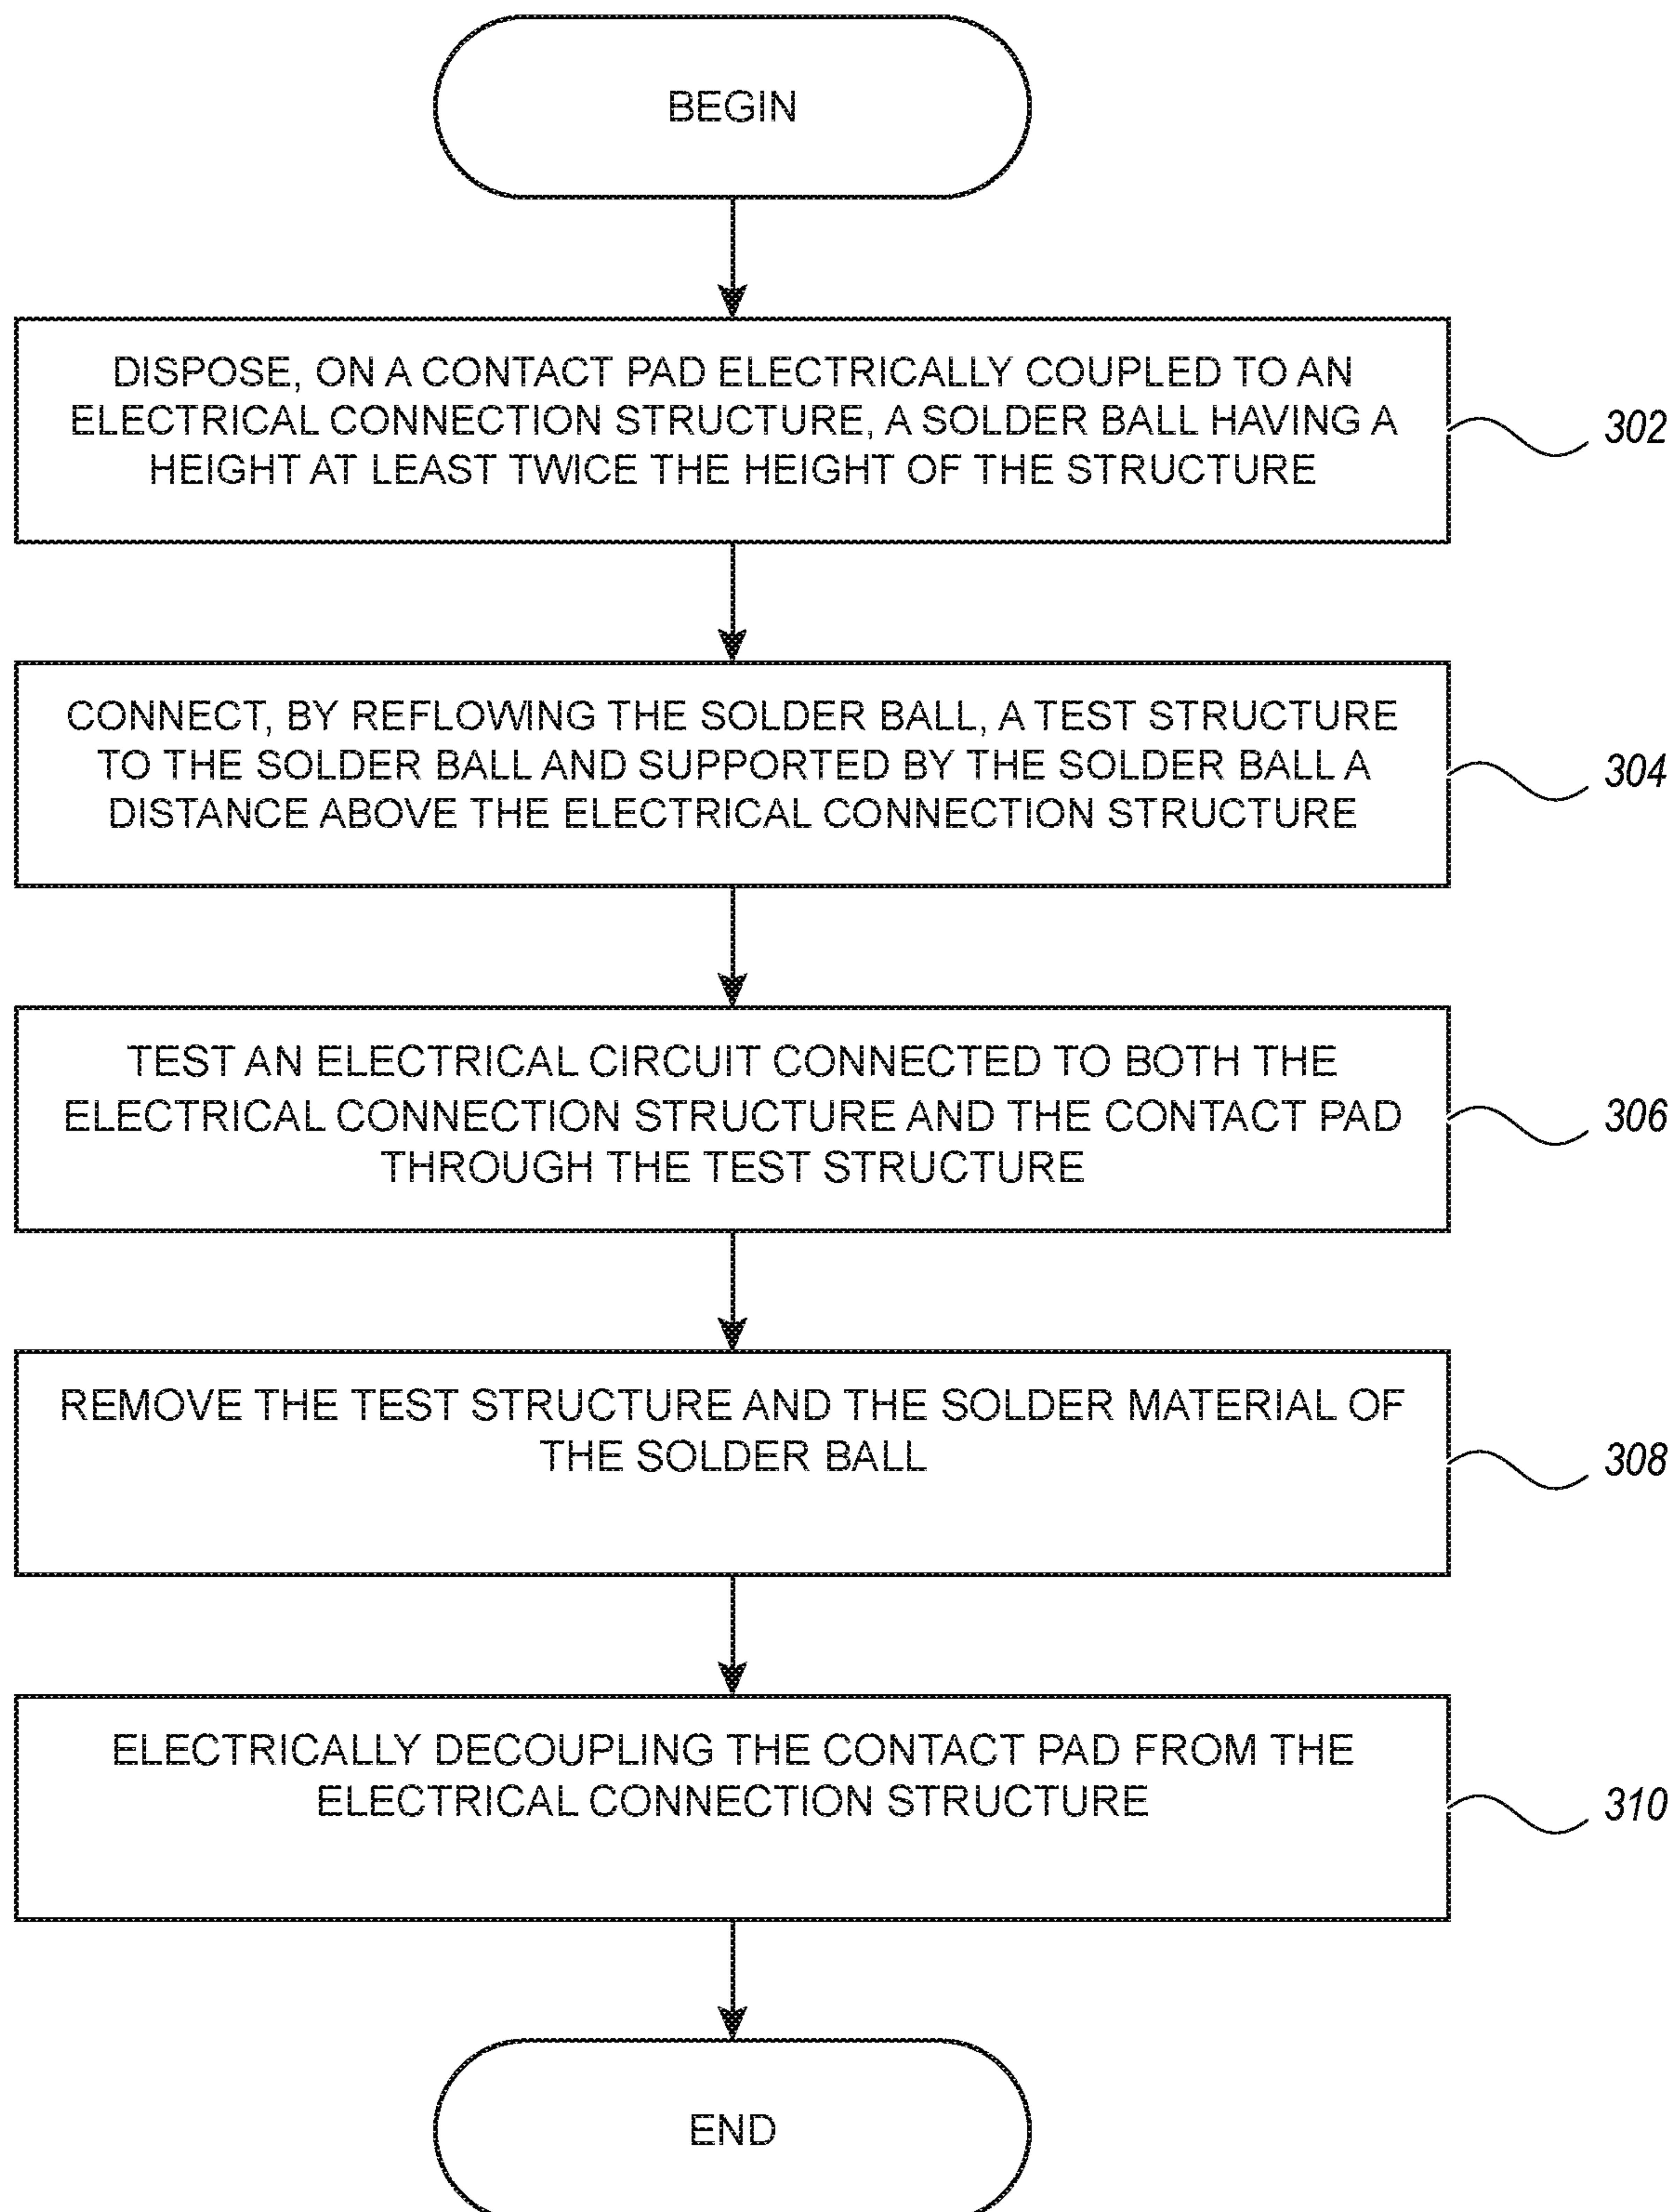 BEGIN
DISPOSE, ON A CONTACT PAD ELECTRICALLY COUPLED TO AN
ELECTRICAL CONNECTION STRUCTURE, A SOLDER BALL HAVING A
HEIGHT AT LEAST TWICE THE HEIGHT OF THE STRUCTURE
302
CONNECT, BY REFLOWING THE SOLDER BALL, A TEST STRUCTURE
TO THE SOLDER BALL AND SUPPORTED BY THE SOLDER BALL A
DISTANCE ABOVE THE ELECTRICAL CONNECTION STRUCTURE
304
TEST AN ELECTRICAL CIRCUIT CONNECTED TO BOTH THE
ELECTRICAL CONNECTION STRUCTURE AND THE CONTACT PAD
THROUGH THE TEST STRUCTURE
306
REMOVE THE TEST STRUCTURE AND THE SOLDER MATERIAL OF
THE SOLDER BALL
308
ELECTRICALLY DECOUPLING THE CONTACT PAD FROM THE
ELECTRICAL CONNECTION STRUCTURE
310
END